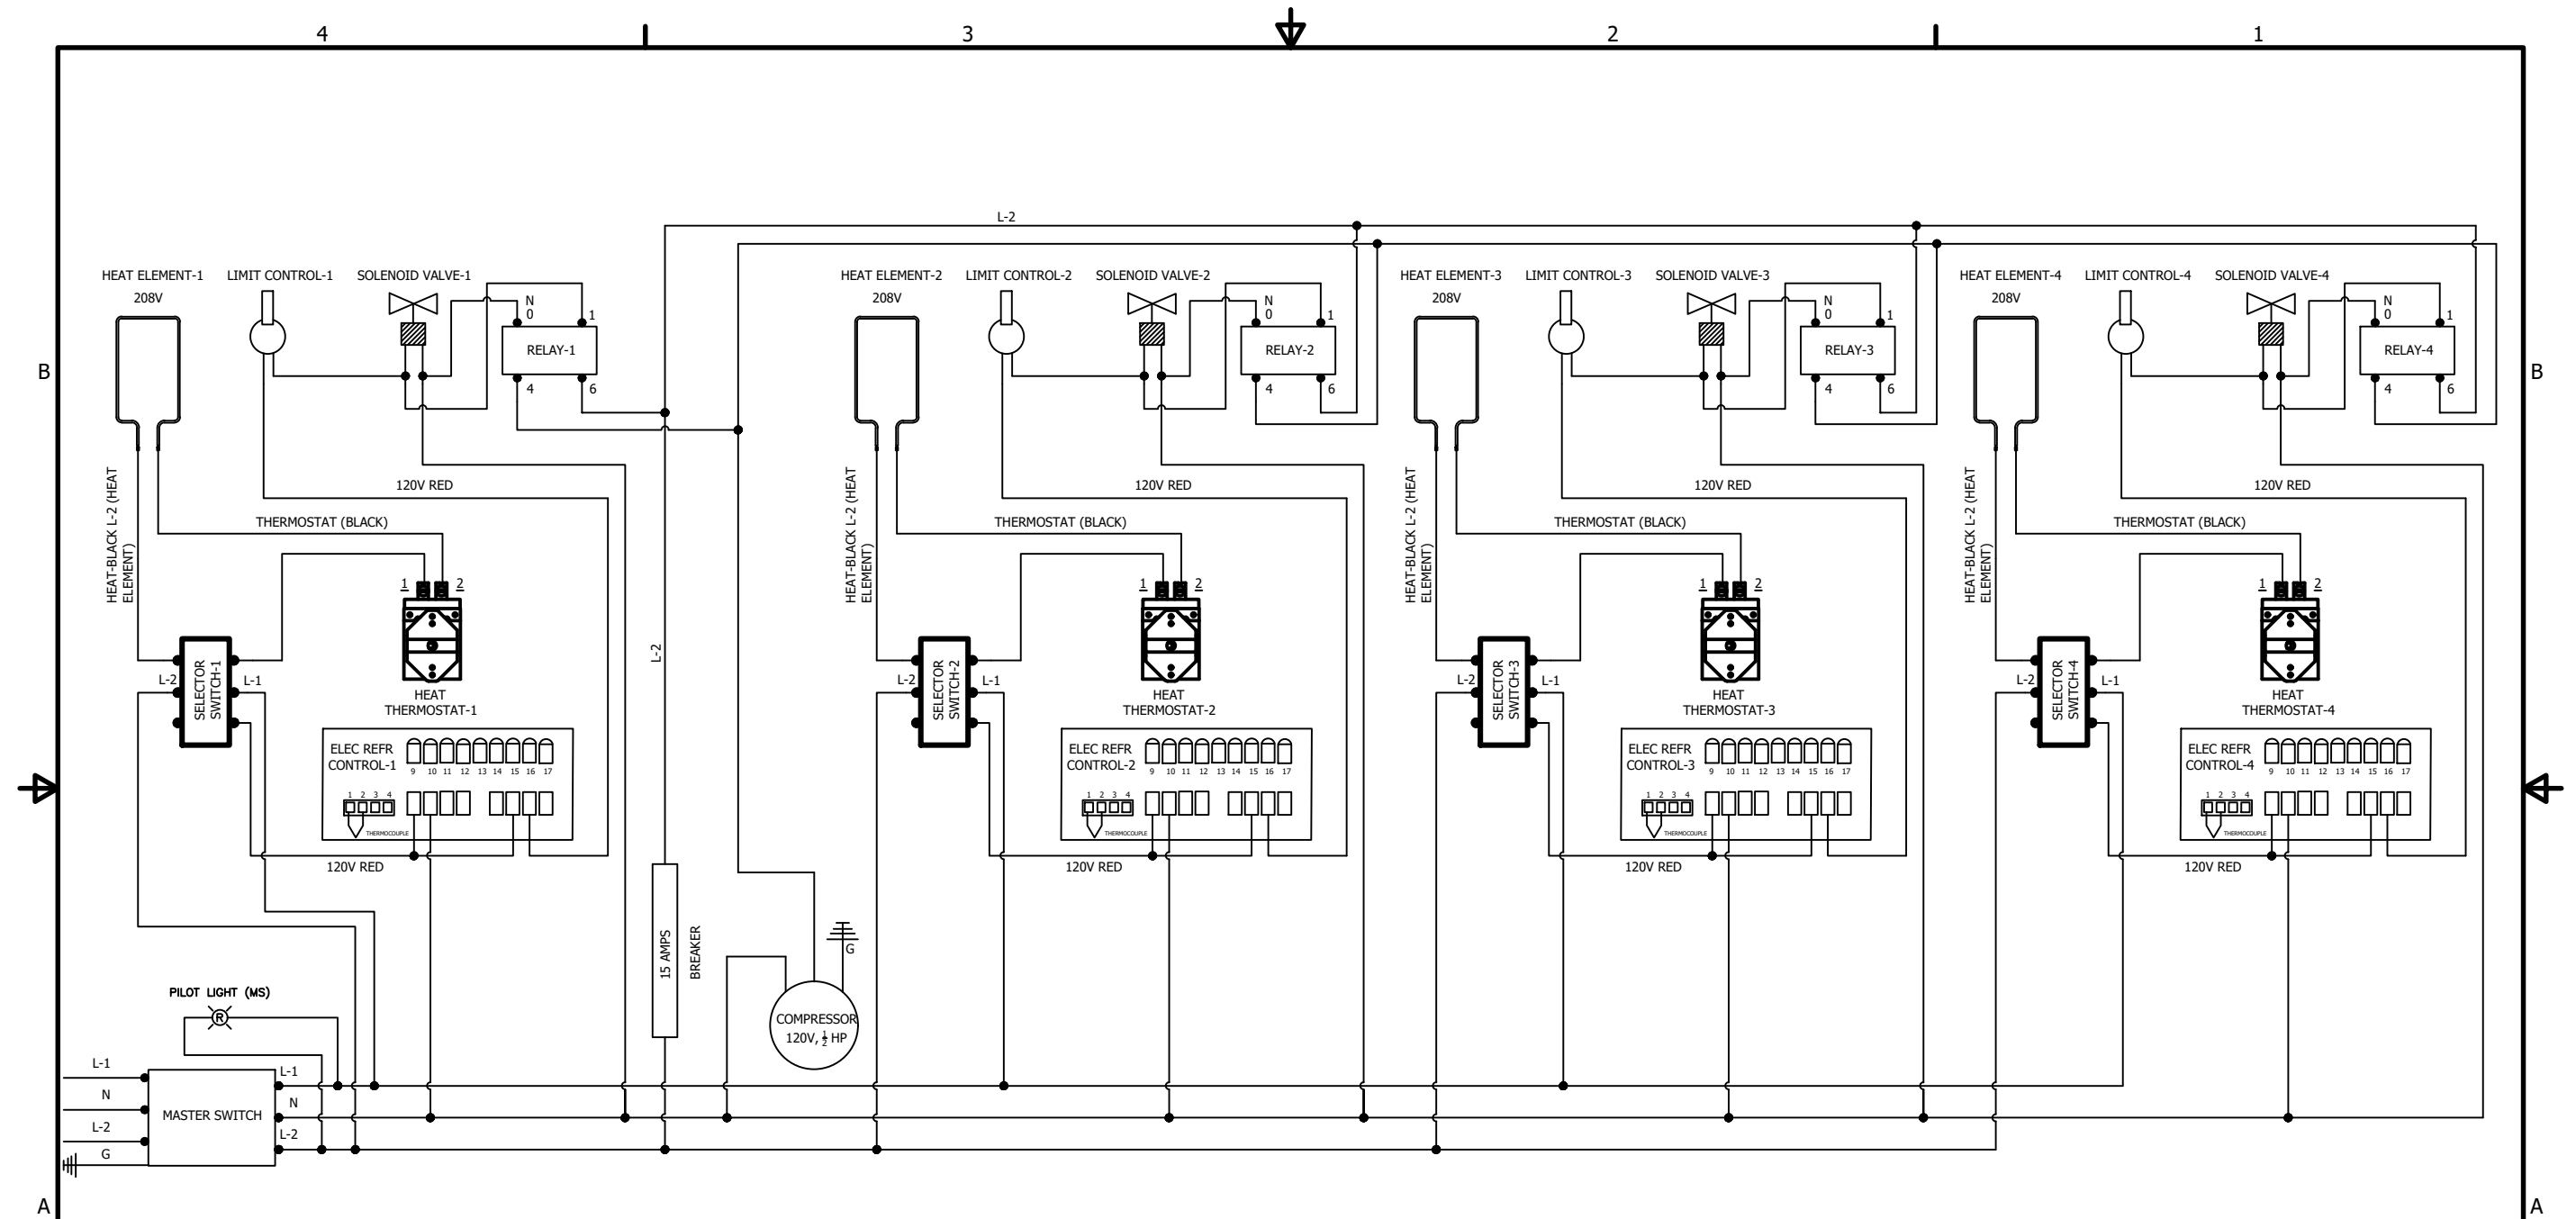 4 3 2 1
L-2
HEAT ELEMENT-1 LIMIT CONTROL-1 SOLENOID VALVE-1 HEAT ELEMENT-2 LIMIT CONTROL-2 SOLENOID VALVE-2 HEAT ELEMENT-3 LIMIT CONTROL-3 SOLENOID VALVE-3 HEAT ELEMENT-4 LIMIT CONTROL-4 SOLENOID VALVE-4
208V 208V 208V 208V
N N N N
0 1 0 1 0 1 0 1
RELAY-1 RELAY-2 RELAY-3 RELAY-4
B B
4 6 4 6 4 6 4 6
120V RED 120V RED 120V RED 120V RED
THERMOSTAT (BLACK) THERMOSTAT (BLACK) THERMOSTAT (BLACK) THERMOSTAT (BLACK)
HEAT-BLACK L-2 (HEAT
ELEMENT)
HEAT-BLACK L-2 (HEAT
ELEMENT)
HEAT-BLACK L-2 (HEAT
ELEMENT)
HEAT-BLACK L-2 (HEAT
ELEMENT)
1 2 1 2 1 2 1 2
L-2
SELECTOR
SWITCH-1
SELECTOR
SWITCH-2
SELECTOR
SWITCH-3
SELECTOR
SWITCH-4
L-2 L-1 L-2 L-1 L-2 L-1 L-2 L-1
HEAT
THERMOSTAT-1
HEAT
THERMOSTAT-2
HEAT
THERMOSTAT-3
HEAT
THERMOSTAT-4
ELEC REFR
CONTROL-1
9 10 11 12 13 14 15 16 17
1 2 3 4
THERMOCOUPLE
ELEC REFR
CONTROL-2
9 10 11 12 13 14 15 16 17
1 2 3 4
THERMOCOUPLE
ELEC REFR
CONTROL-3
9 10 11 12 13 14 15 16 17
1 2 3 4
THERMOCOUPLE
ELEC REFR
CONTROL-4
9 10 11 12 13 14 15 16 17
1 2 3 4
THERMOCOUPLE
120V RED 120V RED 120V RED 120V RED
15 AMPS
BREAKER
G
COMPRESSOR
120V, ½ HP
PILOT LIGHT (MS)
R
L-1
N
L-2
G
MASTER SWITCH
L-1
N
L-2
A A